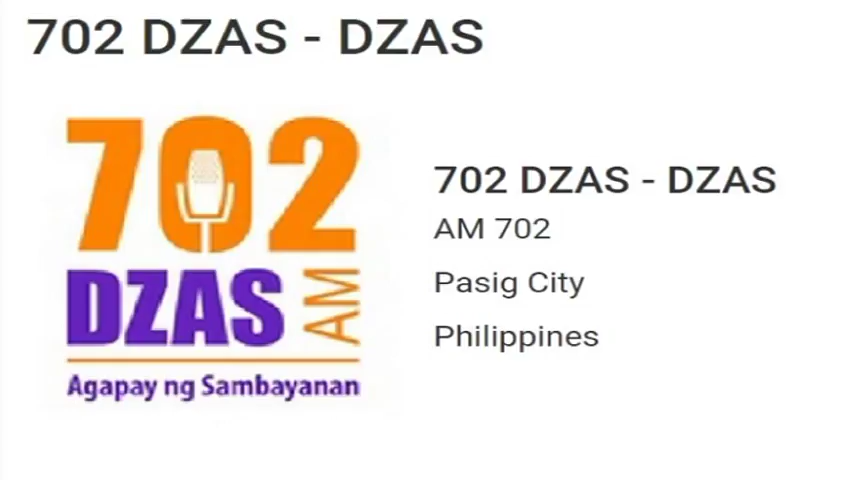 702 DZAS - DZAS
702
DZAS AM
Agapay ng Sambayanan
702 DZAS - DZAS
AM 702
Pasig City
Philippines